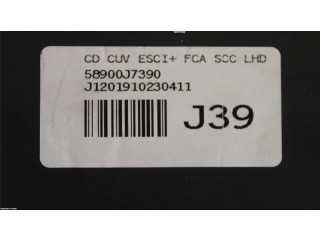 CD CUV ESCI+ FCA SCC LHD
58900J7390
J1201910230411
J39